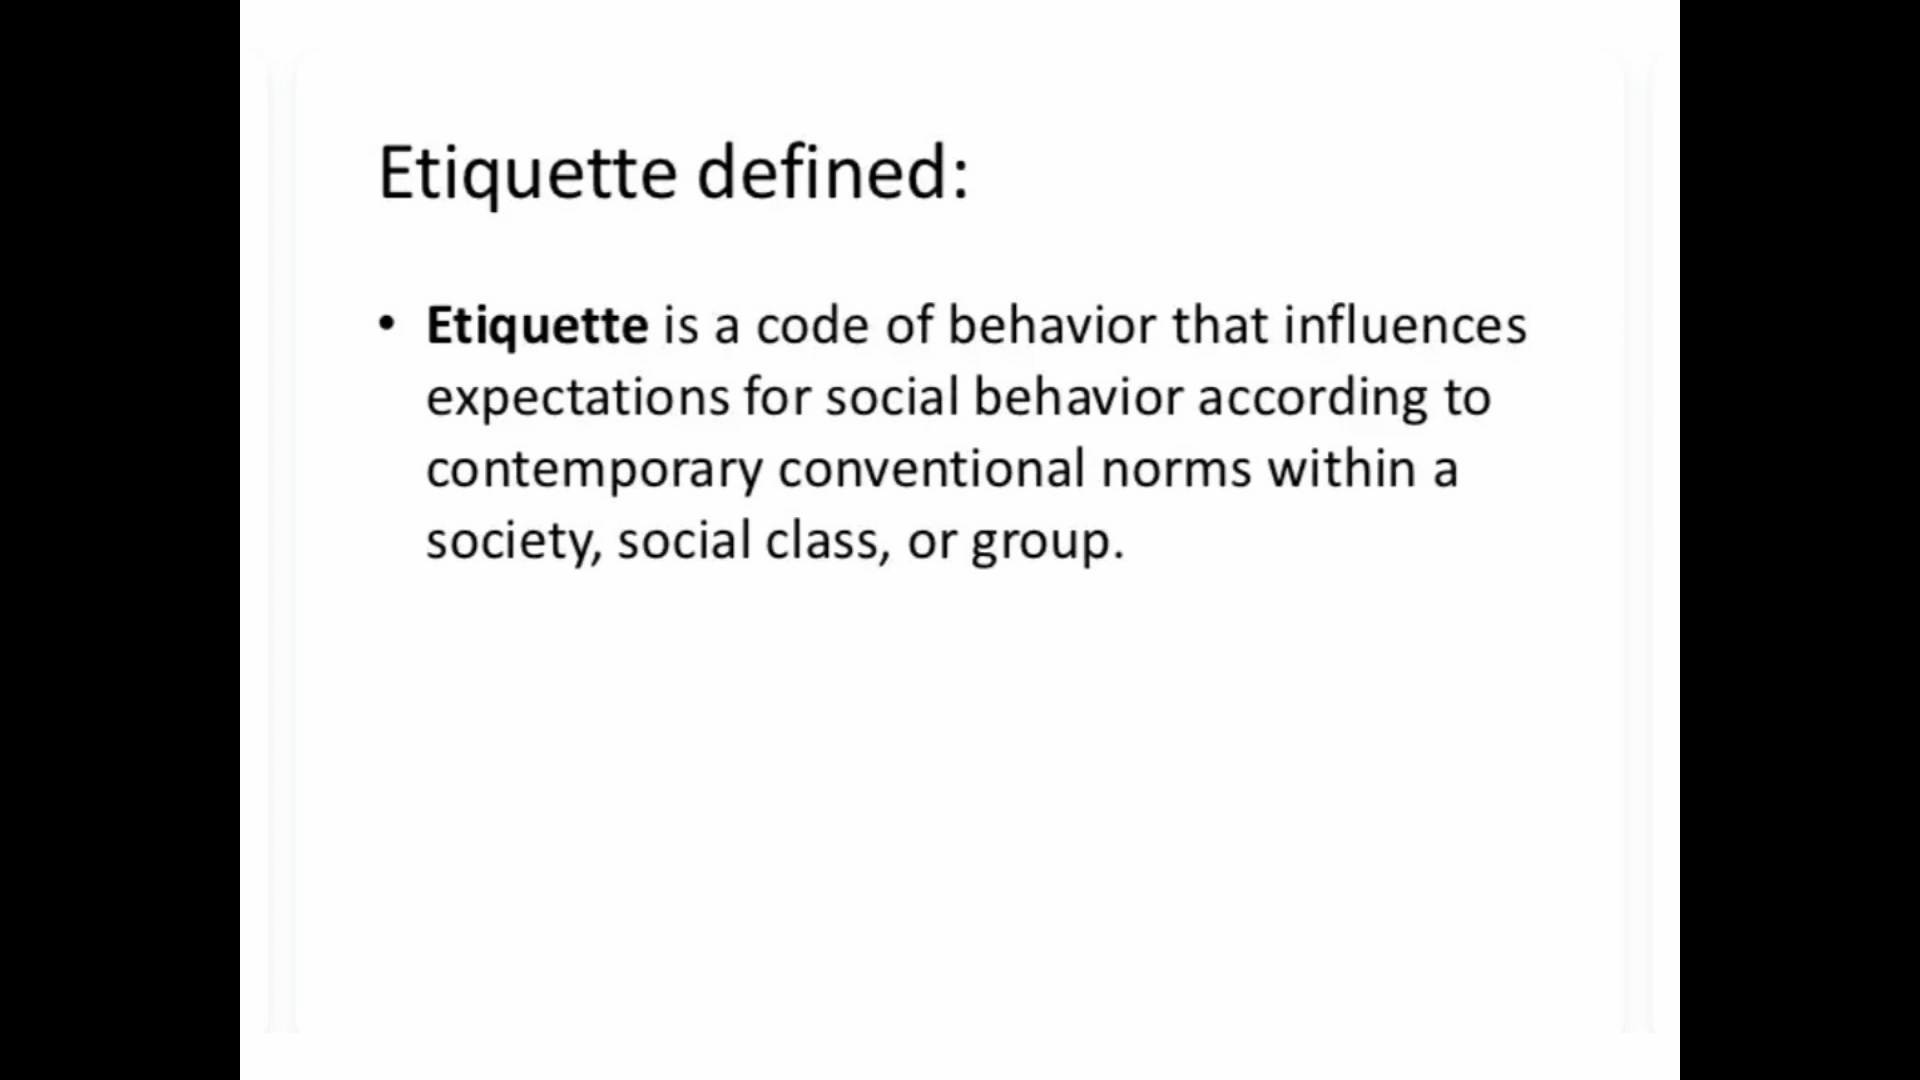 Etiquette defined:
• Etiquette is a code of behavior that influences
expectations for social behavior according to
contemporary conventional norms within a
society, social class, or group.